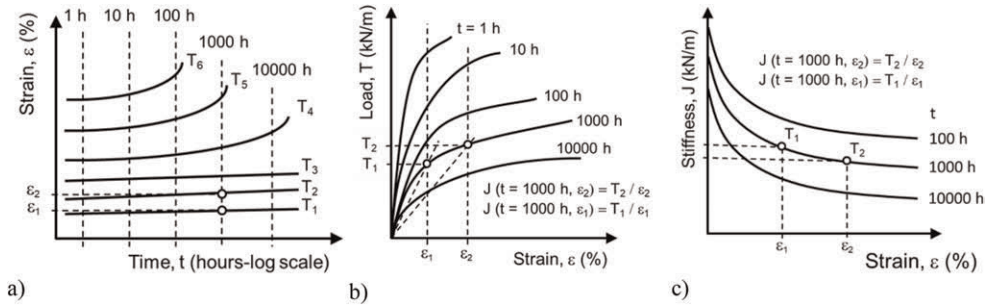 1 h
10 h
100 h
1000 h
10000 h
T6
T5
T4
T3
T2
T1
ε2
ε1
Strain, ε (%)
Time, t (hours-log scale)
a)
Load, T (kN/m)
t = 1 h
10 h
100 h
1000 h
10000 h
T2
T1
J (t = 1000 h, ε2) = T2 / ε2
J (t = 1000 h, ε1) = T1 / ε1
ε1
ε2
Strain, ε (%)
b)
Stiffness, J (kN/m)
J (t = 1000 h, ε2) = T2 / ε2
J (t = 1000 h, ε1) = T1 / ε1
t
T1
T2
100 h
1000 h
10000 h
ε1
ε2
Strain, ε (%)
c)